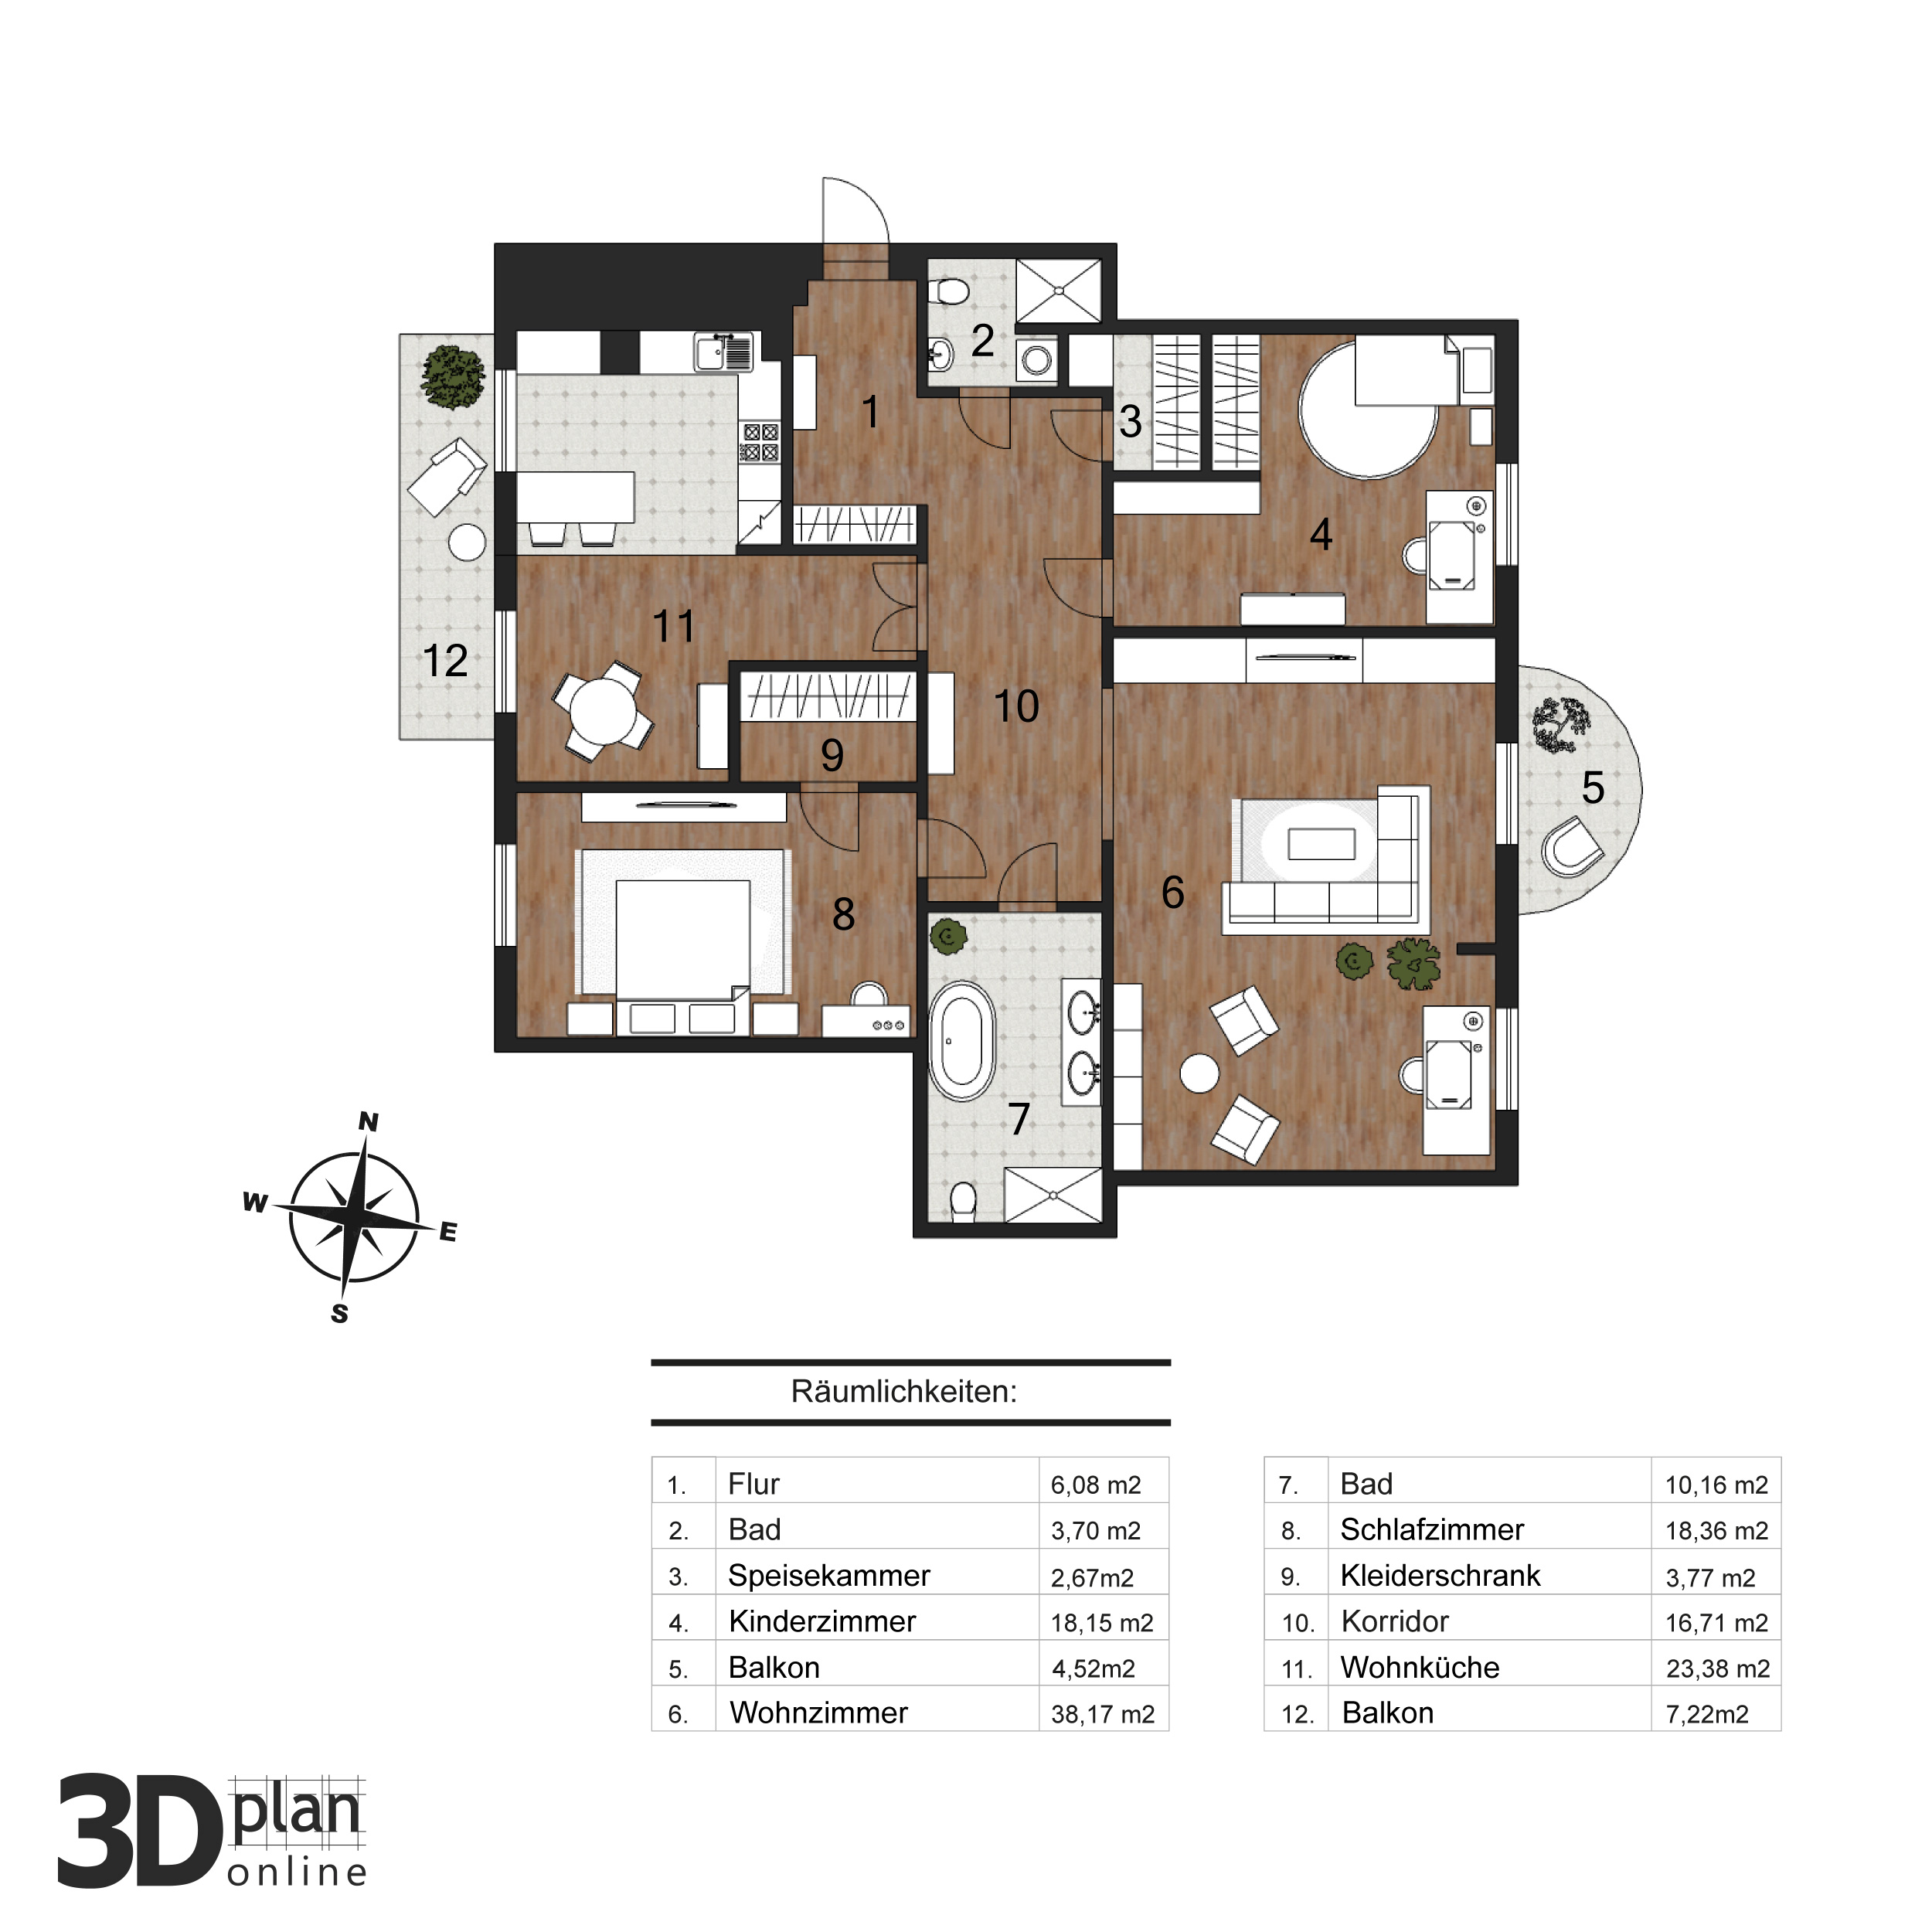 1
2
3
4
5
6
7
8
9
10
11
12
N
W
E
S
Räumlichkeiten:
1. Flur 6,08 m2
2. Bad 3,70 m2
3. Speisekammer 2,67m2
4. Kinderzimmer 18,15 m2
5. Balkon 4,52m2
6. Wohnzimmer 38,17 m2
7. Bad 10,16 m2
8. Schlafzimmer 18,36 m2
9. Kleiderschrank 3,77 m2
10. Korridor 16,71 m2
11. Wohnküche 23,38 m2
12. Balkon 7,22m2
3D plan
online